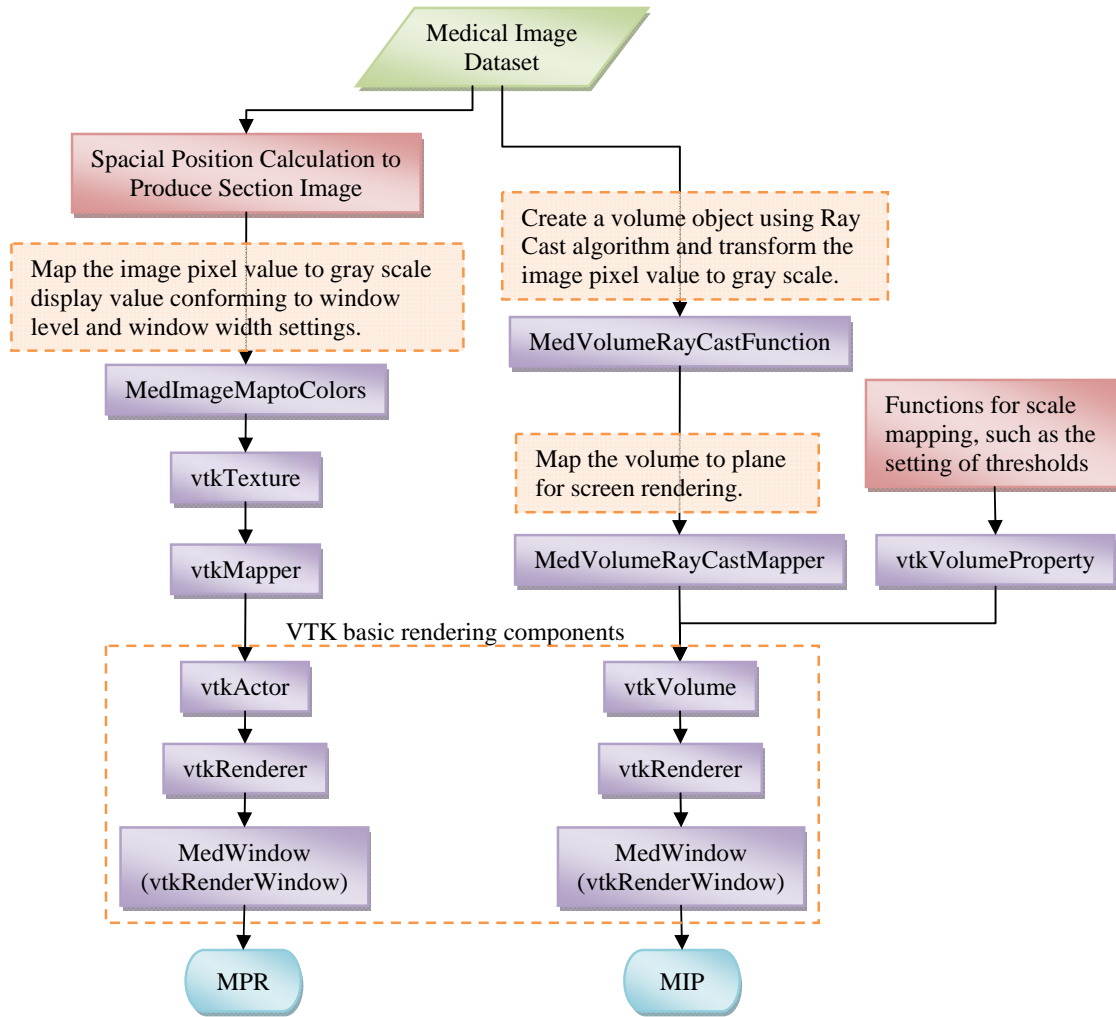 Medical Image
Dataset
Spacial Position Calculation to
Produce Section Image
Create a volume object using Ray
Cast algorithm and transform the
image pixel value to gray scale.
Map the image pixel value to gray scale
display value conforming to window
level and window width settings.
MedVolumeRayCastFunction
MedImageMaptoColors
Functions for scale
mapping, such as the
setting of thresholds
Map the volume to plane
for screen rendering.
vtkTexture
vtkMapper
MedVolumeRayCastMapper
vtkVolumeProperty
VTK basic rendering components
vtkActor
vtkVolume
vtkRenderer
vtkRenderer
MedWindow
(vtkRenderWindow)
MedWindow
(vtkRenderWindow)
MPR
MIP